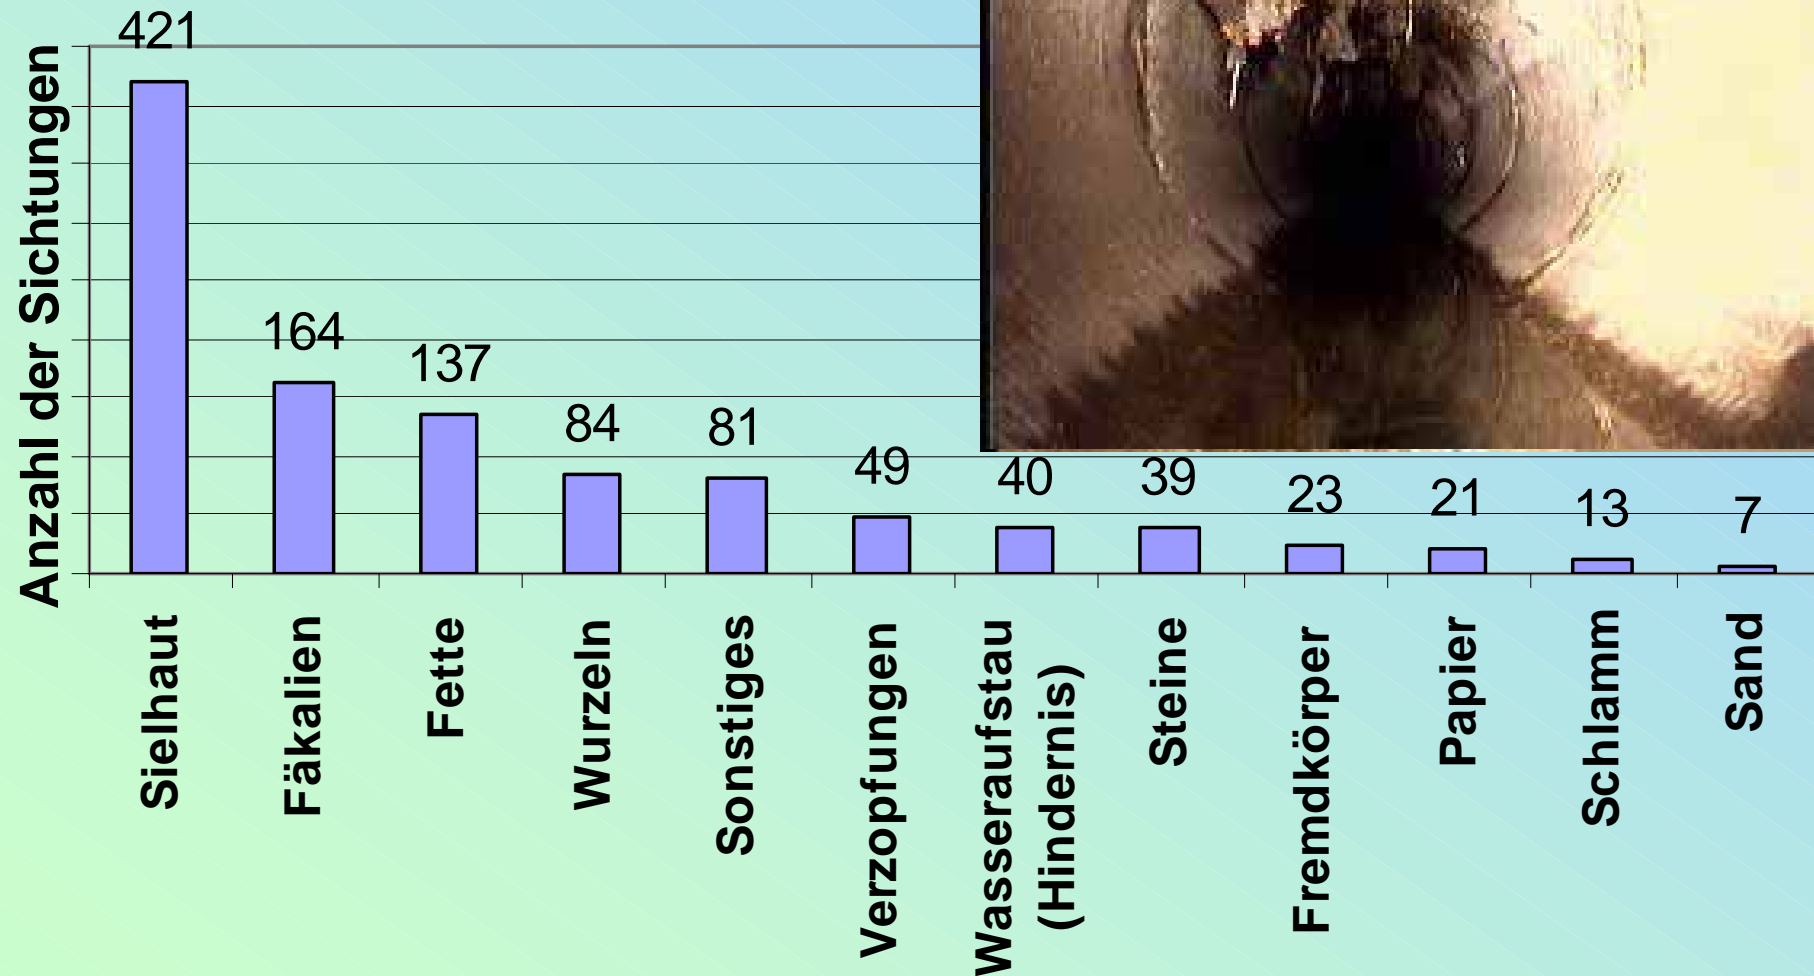 Anzahl der Sichtungen
421
164
137
84
81
49
40
39
23
21
13
7
Sielhaut
Fäkalien
Fette
Wurzeln
Sonstiges
Verzopfungen
Wasseraufstau
(Hindernis)
Steine
Fremdkörper
Papier
Schlamm
Sand